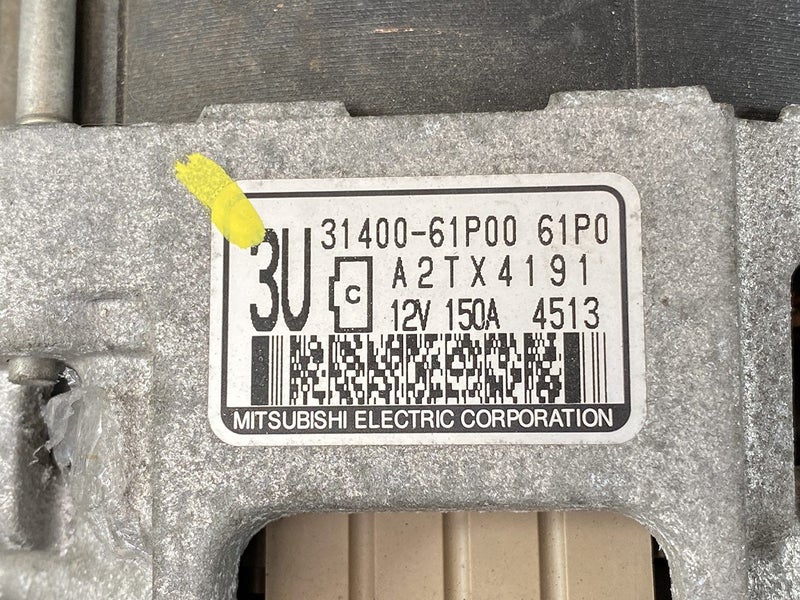 3U 31400-61P00 61P0
C A2TX4191
12V 150A 4513
MITSUBISHI ELECTRIC CORPORATION